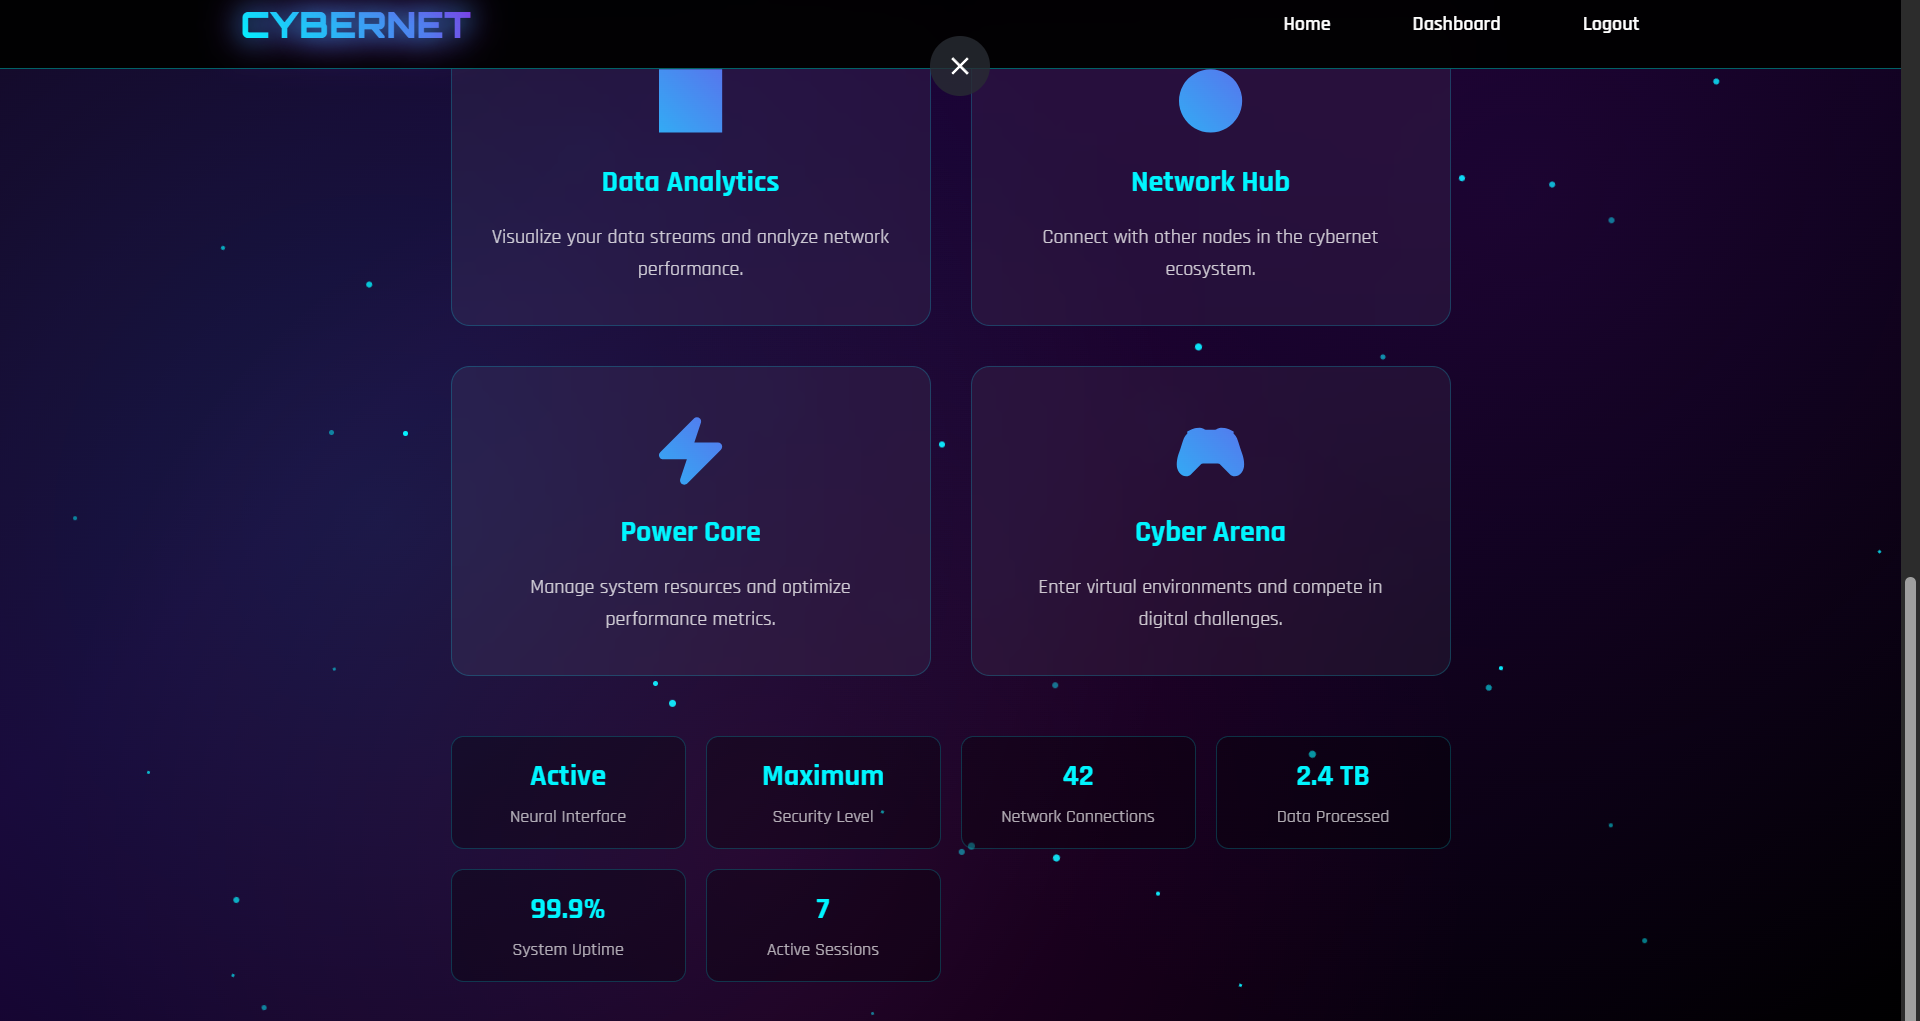 CYBERNET
Home
Dashboard
Logout
Data Analytics
Visualize your data streams and analyze network
performance.
Network Hub
Connect with other nodes in the cybernet
ecosystem.
Power Core
Manage system resources and optimize
performance metrics.
Cyber Arena
Enter virtual environments and compete in
digital challenges.
Active
Neural Interface
Maximum
Security Level
42
Network Connections
2.4 TB
Data Processed
99.9%
System Uptime
7
Active Sessions